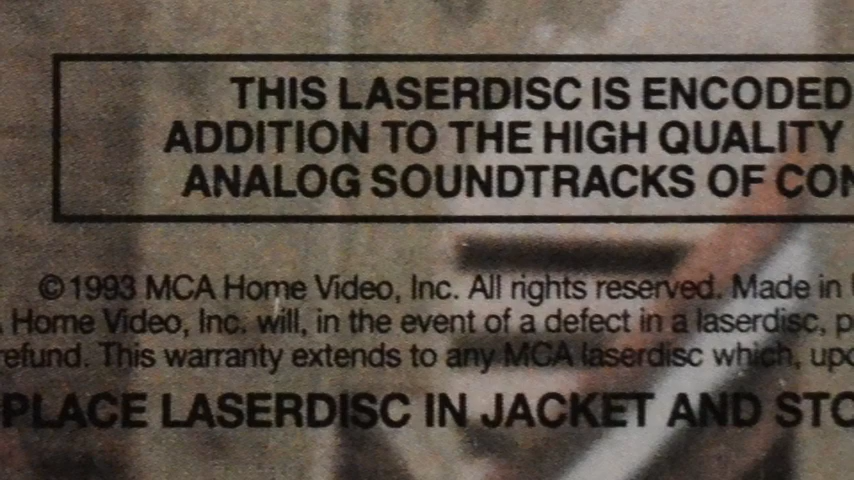 THIS LASERDISC IS ENCODED
ADDITION TO THE HIGH QUALITY
ANALOG SOUNDTRACKS OF CON
©1993 MCA Home Video, Inc. All rights reserved. Made in
Home Video, Inc. will, in the event of a defect in a laserdisc, p
efund. This warranty extends to any MCA laserdisc which, upo
PLACE LASERDISC IN JACKET AND STO